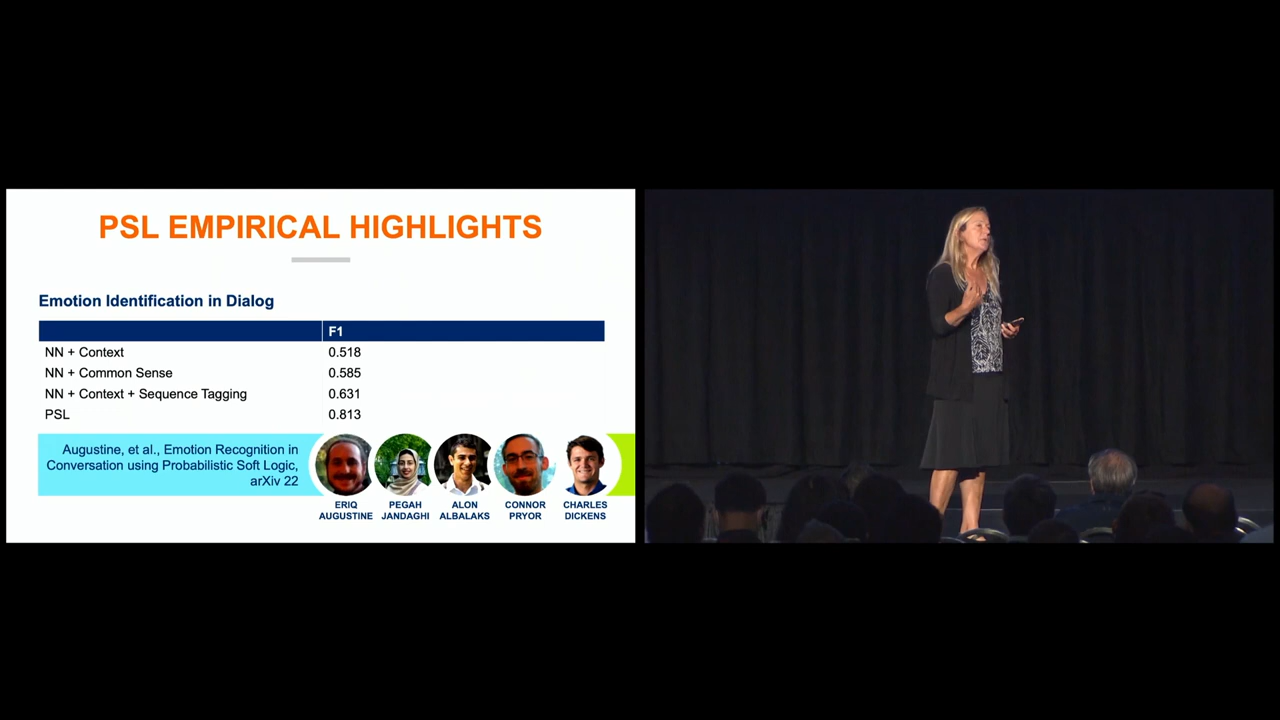 PSL EMPIRICAL HIGHLIGHTS
Emotion Identification in Dialog
F1
NN + Context 0.518
NN + Common Sense 0.585
NN + Context + Sequence Tagging 0.631
PSL 0.813
Augustine, et al., Emotion Recognition in
Conversation using Probabilistic Soft Logic,
arXiv 22
ERIQ AUGUSTINE
PEGAH JANDAGHI
ALON ALBALAKS
CONNOR PRYOR
CHARLES DICKENS